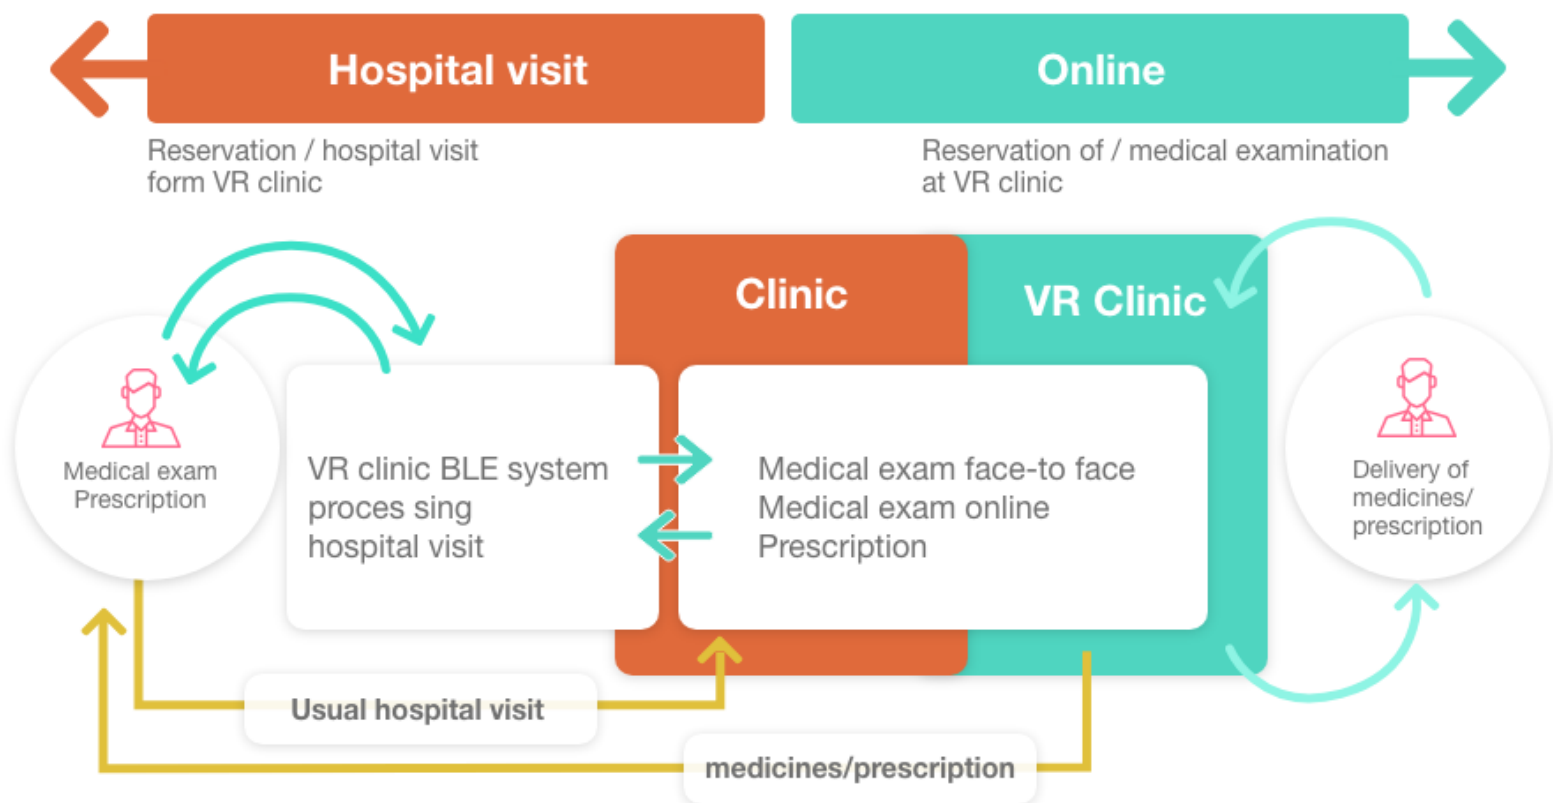 Hospital visit
Online
Reservation / hospital visit
form VR clinic
Reservation of / medical examination
at VR clinic
Clinic
VR Clinic
Medical exam
Prescription
VR clinic BLE system
proces sing
hospital visit
Medical exam face-to face
Medical exam online
Prescription
Delivery of
medicines/
prescription
Usual hospital visit
medicines/prescription